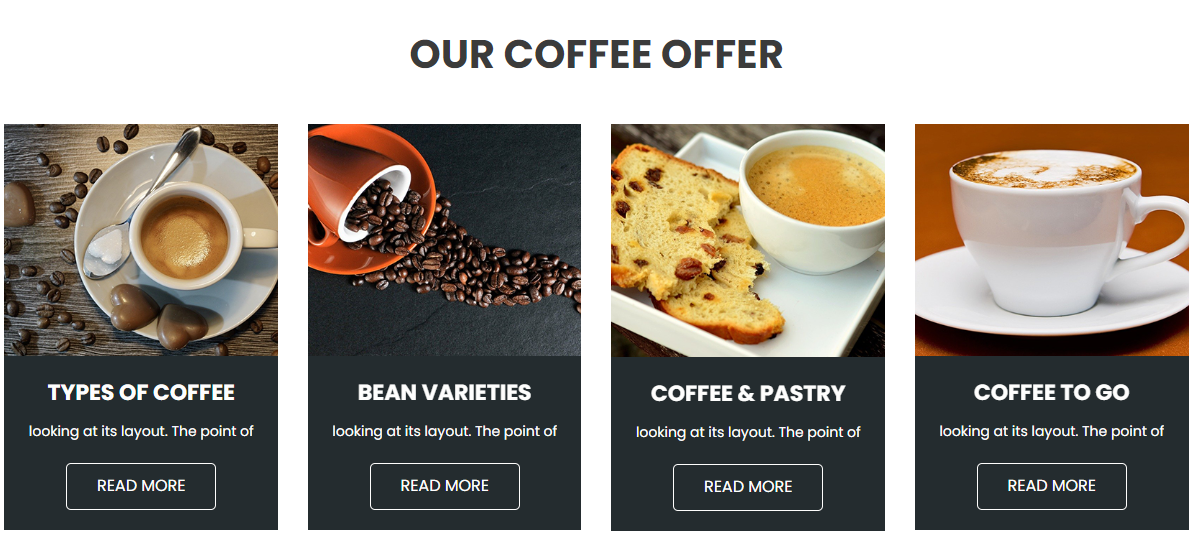 OUR COFFEE OFFER
TYPES OF COFFEE
looking at its layout. The point of
READ MORE
BEAN VARIETIES
looking at its layout. The point of
READ MORE
COFFEE & PASTRY
looking at its layout. The point of
READ MORE
COFFEE TO GO
looking at its layout. The point of
READ MORE